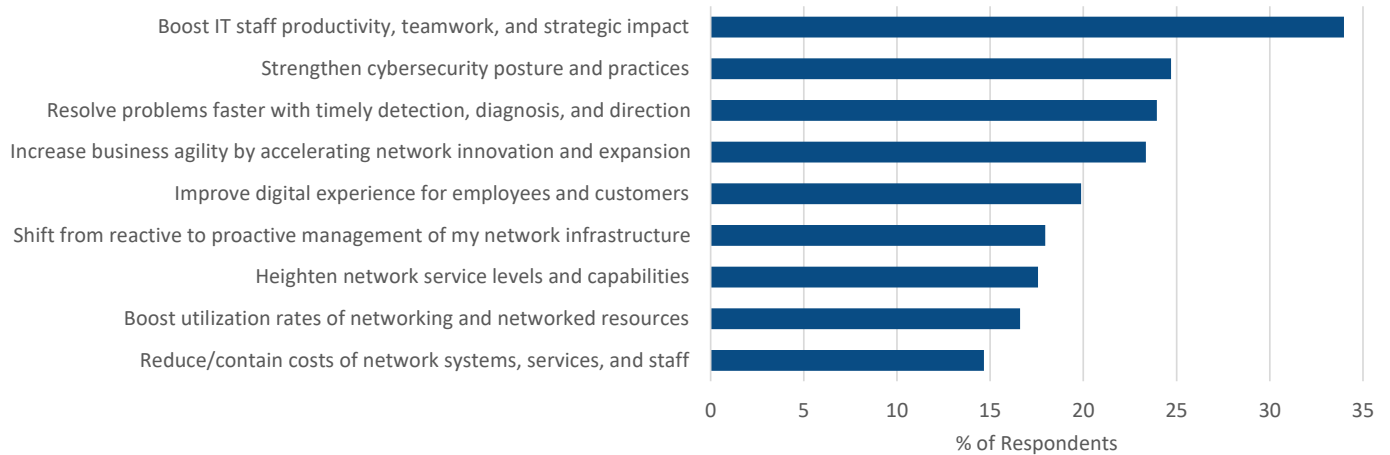 Boost IT staff productivity, teamwork, and strategic impact
Strengthen cybersecurity posture and practices
Resolve problems faster with timely detection, diagnosis, and direction
Increase business agility by accelerating network innovation and expansion
Improve digital experience for employees and customers
Shift from reactive to proactive management of my network infrastructure
Heighten network service levels and capabilities
Boost utilization rates of networking and networked resources
Reduce/contain costs of network systems, services, and staff
0 5 10 15 20 25 30 35
% of Respondents